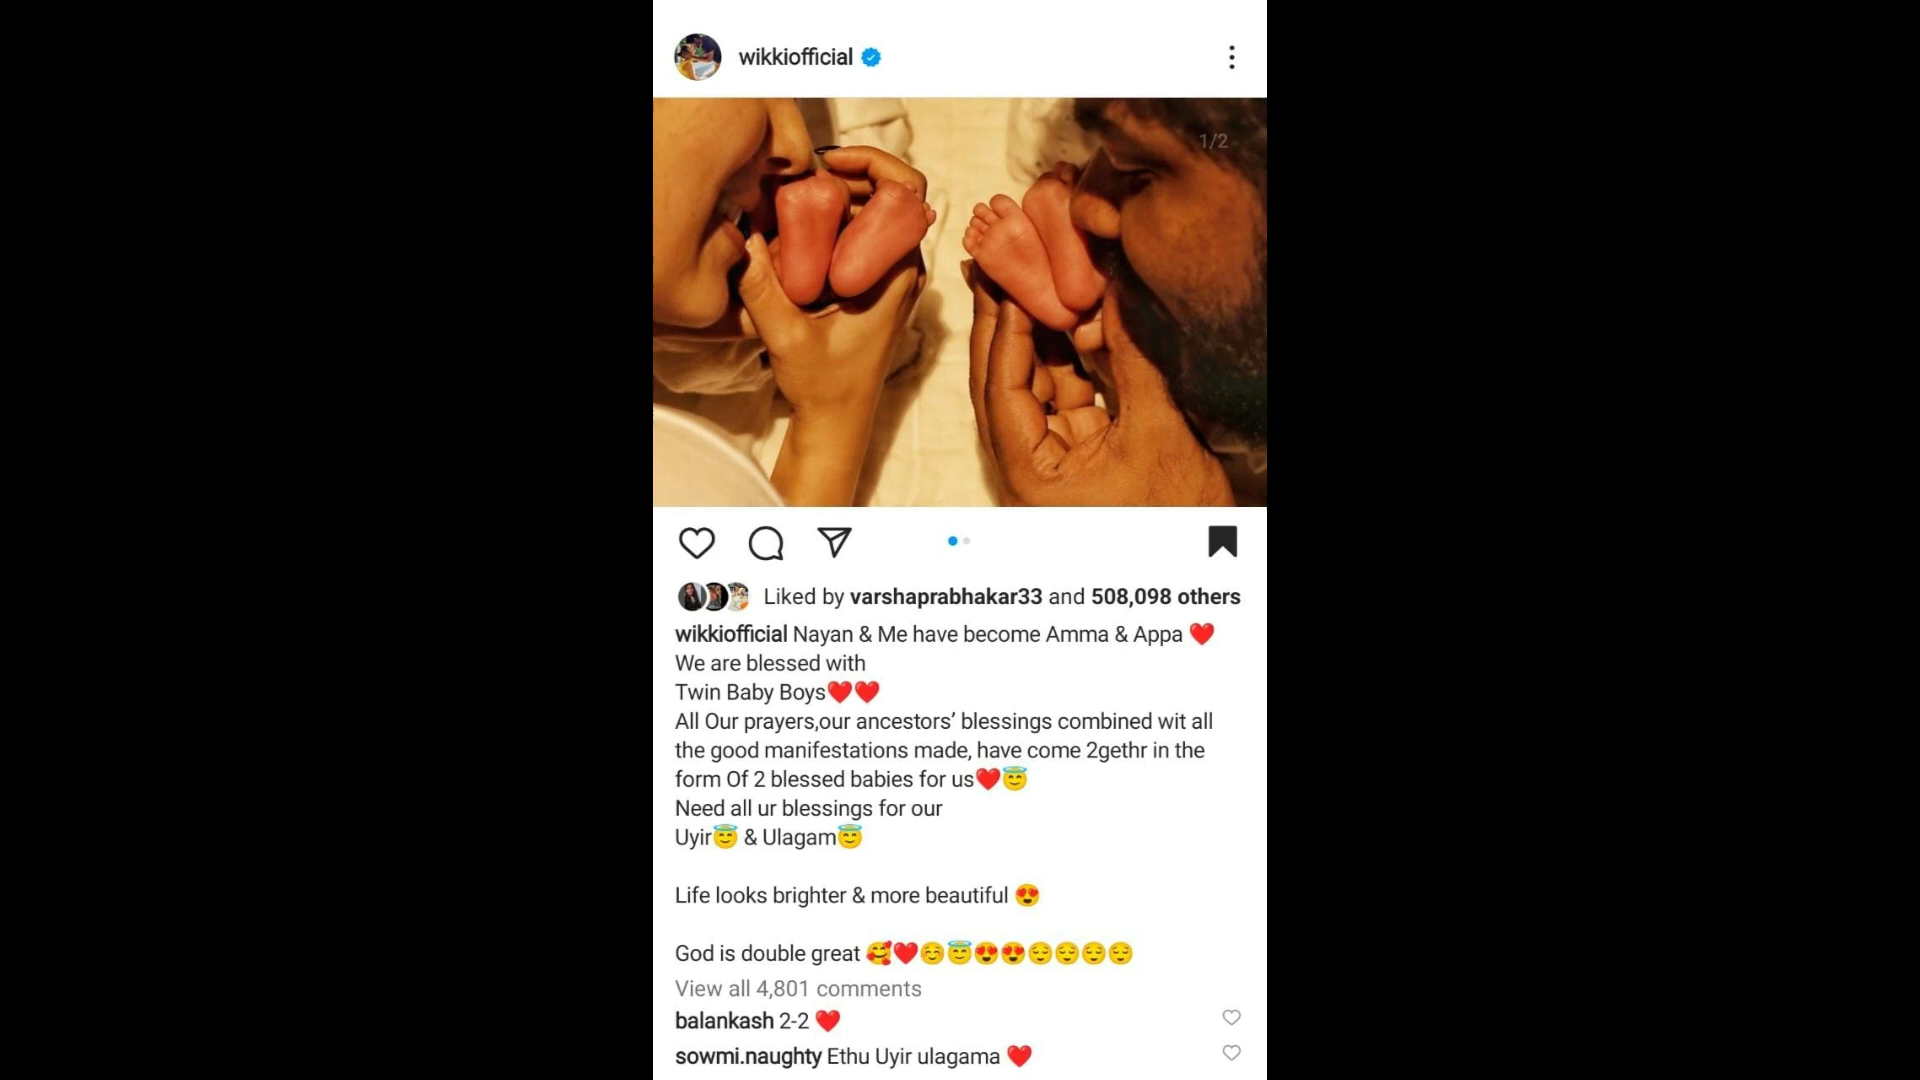 wikkiofficial
1/2
Liked by varshaprabhakar33 and 508,098 others
wikkiofficial Nayan & Me have become Amma & Appa ❤️
We are blessed with
Twin Baby Boys❤️❤️
All Our prayers,our ancestors’ blessings combined wit all
the good manifestations made, have come 2gethr in the
form Of 2 blessed babies for us❤️😇
Need all ur blessings for our
Uyir😇 & Ulagam😇
Life looks brighter & more beautiful 😍
God is double great 🥰❤️☺️😇😍😍😌😌😌😌
View all 4,801 comments
balankash 2-2 ❤️
sowmi.naughty Ethu Uyir ulagama ❤️